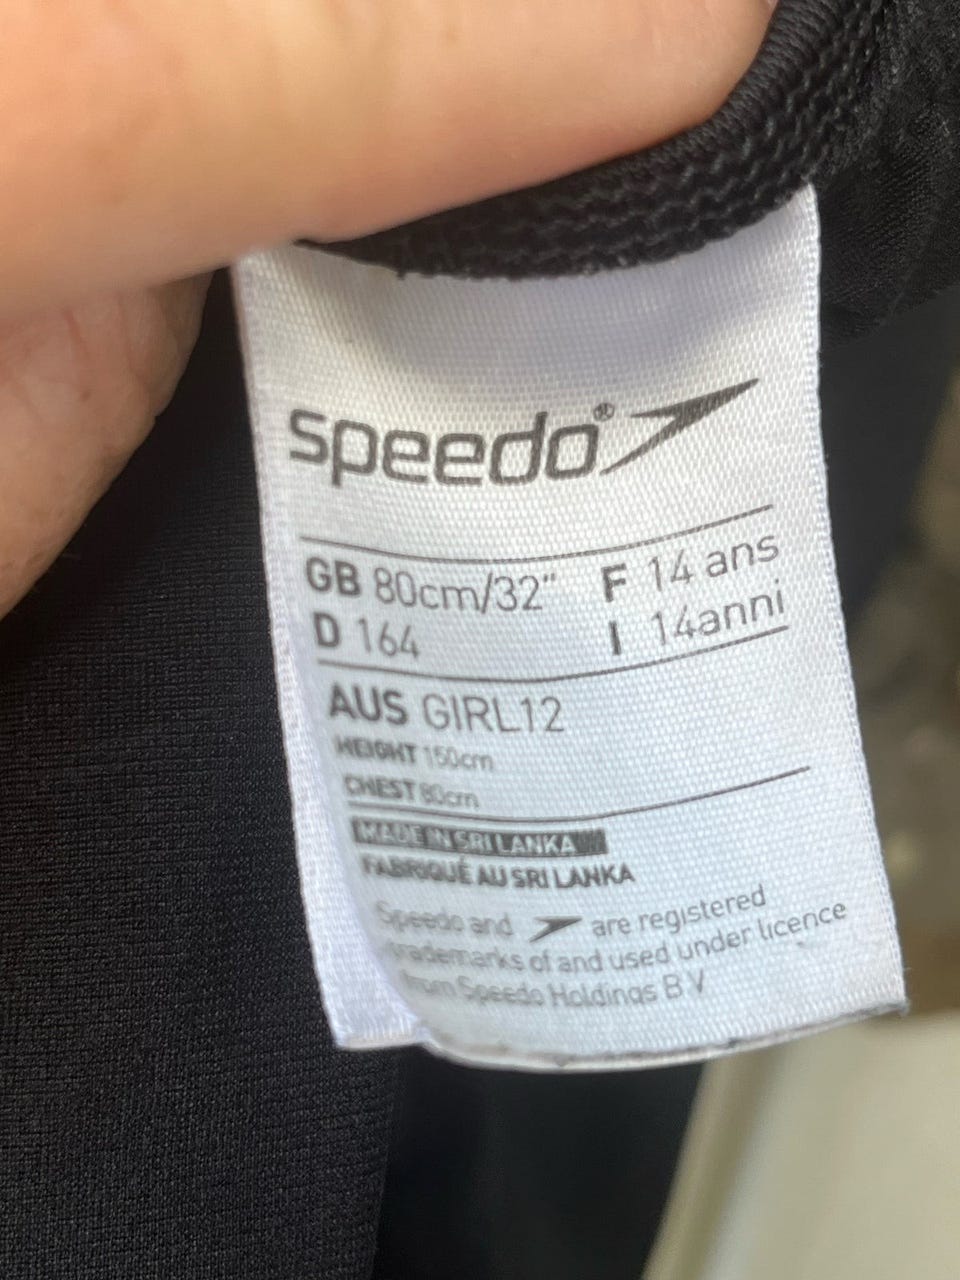 speedo®
GB 80cm/32" F 14 ans
D 164 I 14anni
AUS GIRL12
HEIGHT 150cm
CHEST 80cm
MADE IN SRI LANKA
FABRIQUÉ AU SRI LANKA
Speedo and are registered
trademarks of and used under licence
from Speedo Holdings B V